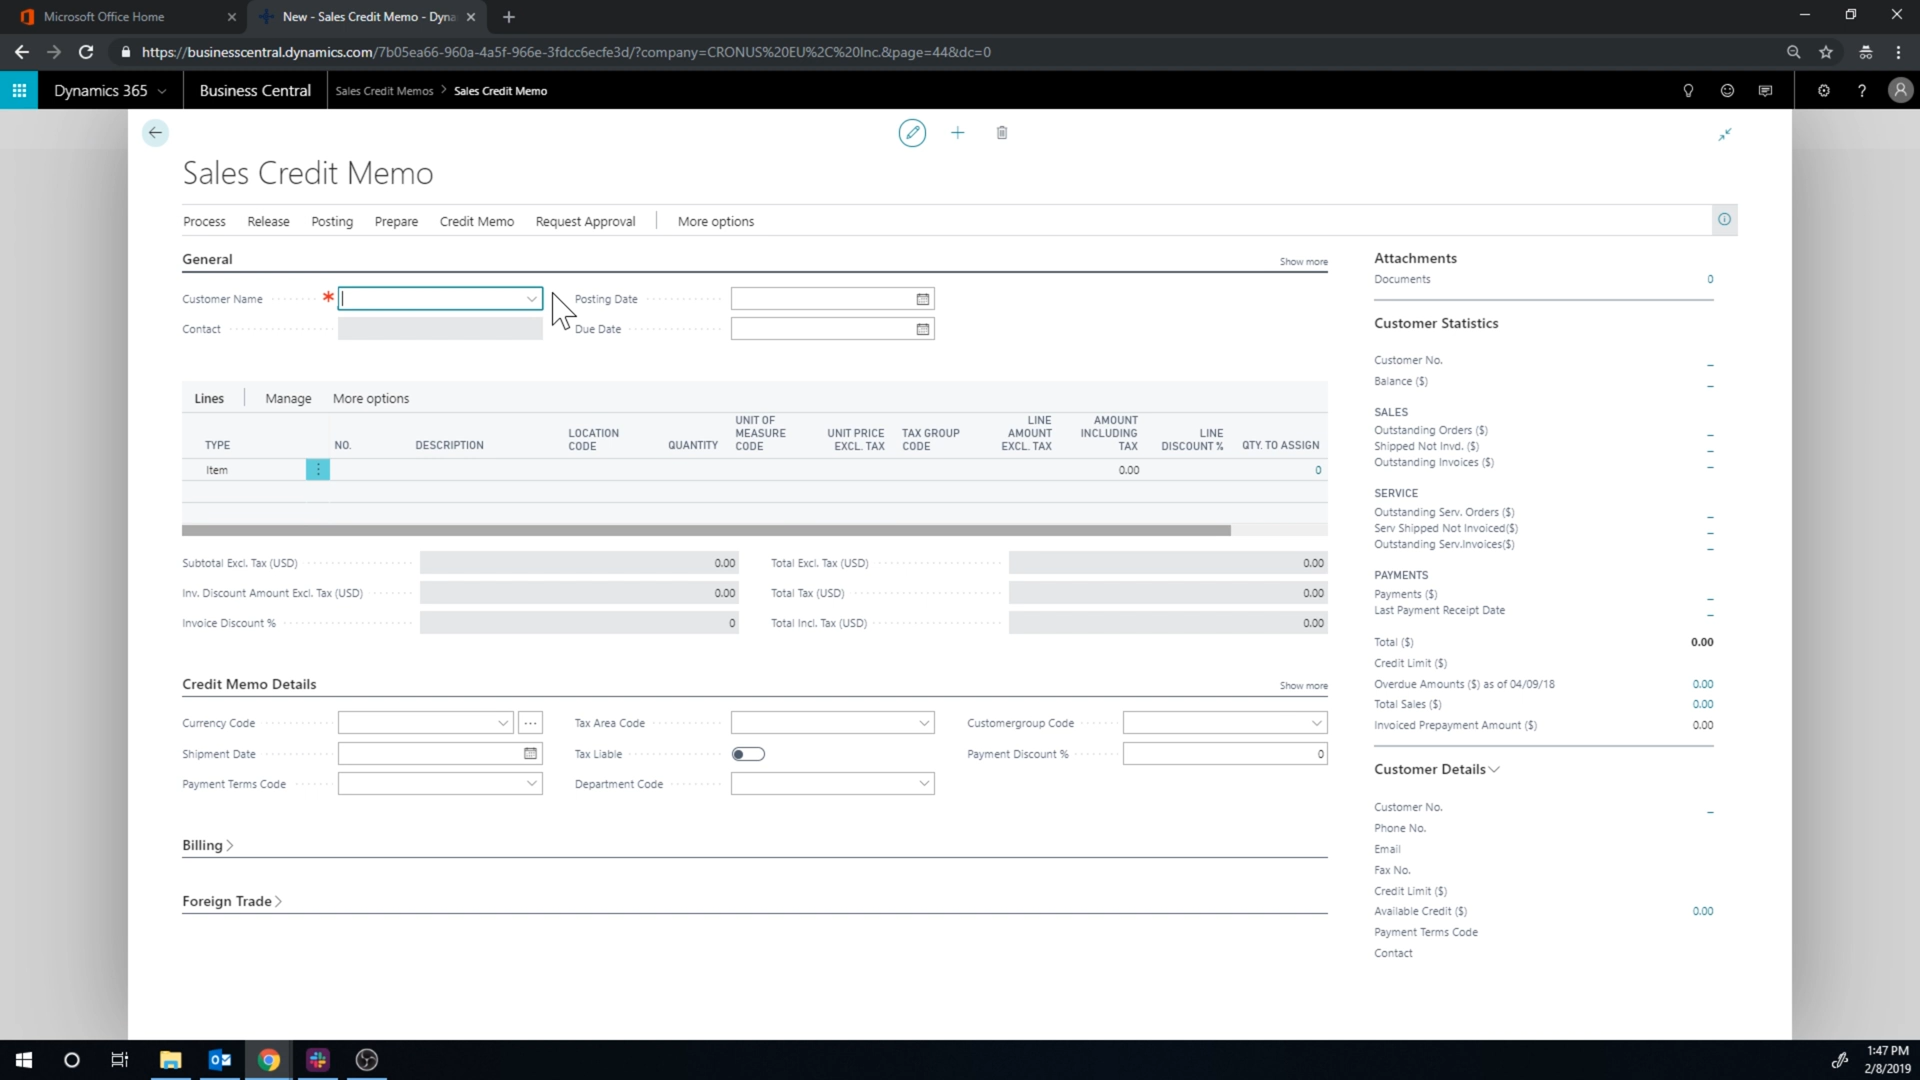 Microsoft Office Home
New - Sales Credit Memo - Dyna
https://businesscentral.dynamics.com/7b05ea66-960a-4a5f-966e-3fdcc6ecfe3d/?company=CRONUS%20EU%2C%20Inc.&page=44&dc=0
Dynamics 365
Business Central
Sales Credit Memos > Sales Credit Memo
Sales Credit Memo
Process Release Posting Prepare Credit Memo Request Approval More options
General
Show more
Customer Name
Posting Date
Contact
Due Date
Lines Manage More options
TYPE
NO.
DESCRIPTION
LOCATION CODE
QUANTITY
UNIT OF MEASURE CODE
UNIT PRICE EXCL. TAX
TAX GROUP CODE
LINE AMOUNT EXCL. TAX
AMOUNT INCLUDING TAX
LINE DISCOUNT %
QTY. TO ASSIGN
Item 0.00 0
Subtotal Excl. Tax (USD) 0.00 Total Excl. Tax (USD) 0.00
Inv. Discount Amount Excl. Tax (USD) 0.00 Total Tax (USD) 0.00
Invoice Discount % 0 Total Incl. Tax (USD) 0.00
Credit Memo Details
Show more
Currency Code Tax Area Code Customergroup Code
Shipment Date Tax Liable Payment Discount % 0
Payment Terms Code Department Code
Billing
Foreign Trade
Attachments
Documents 0
Customer Statistics
Customer No. _
Balance ($) _
SALES
Outstanding Orders ($) _
Shipped Not Invd. ($) _
Outstanding Invoices ($) _
SERVICE
Outstanding Serv. Orders ($) _
Serv Shipped Not Invoiced($) _
Outstanding Serv.Invoices($) _
PAYMENTS
Payments ($) _
Last Payment Receipt Date _
Total ($) 0.00
Credit Limit ($)
Overdue Amounts ($) as of 04/09/18 0.00
Total Sales ($) 0.00
Invoiced Prepayment Amount ($) 0.00
Customer Details
Customer No. _
Phone No.
Email
Fax No.
Credit Limit ($)
Available Credit ($) 0.00
Payment Terms Code
Contact
1:47 PM
2/8/2019